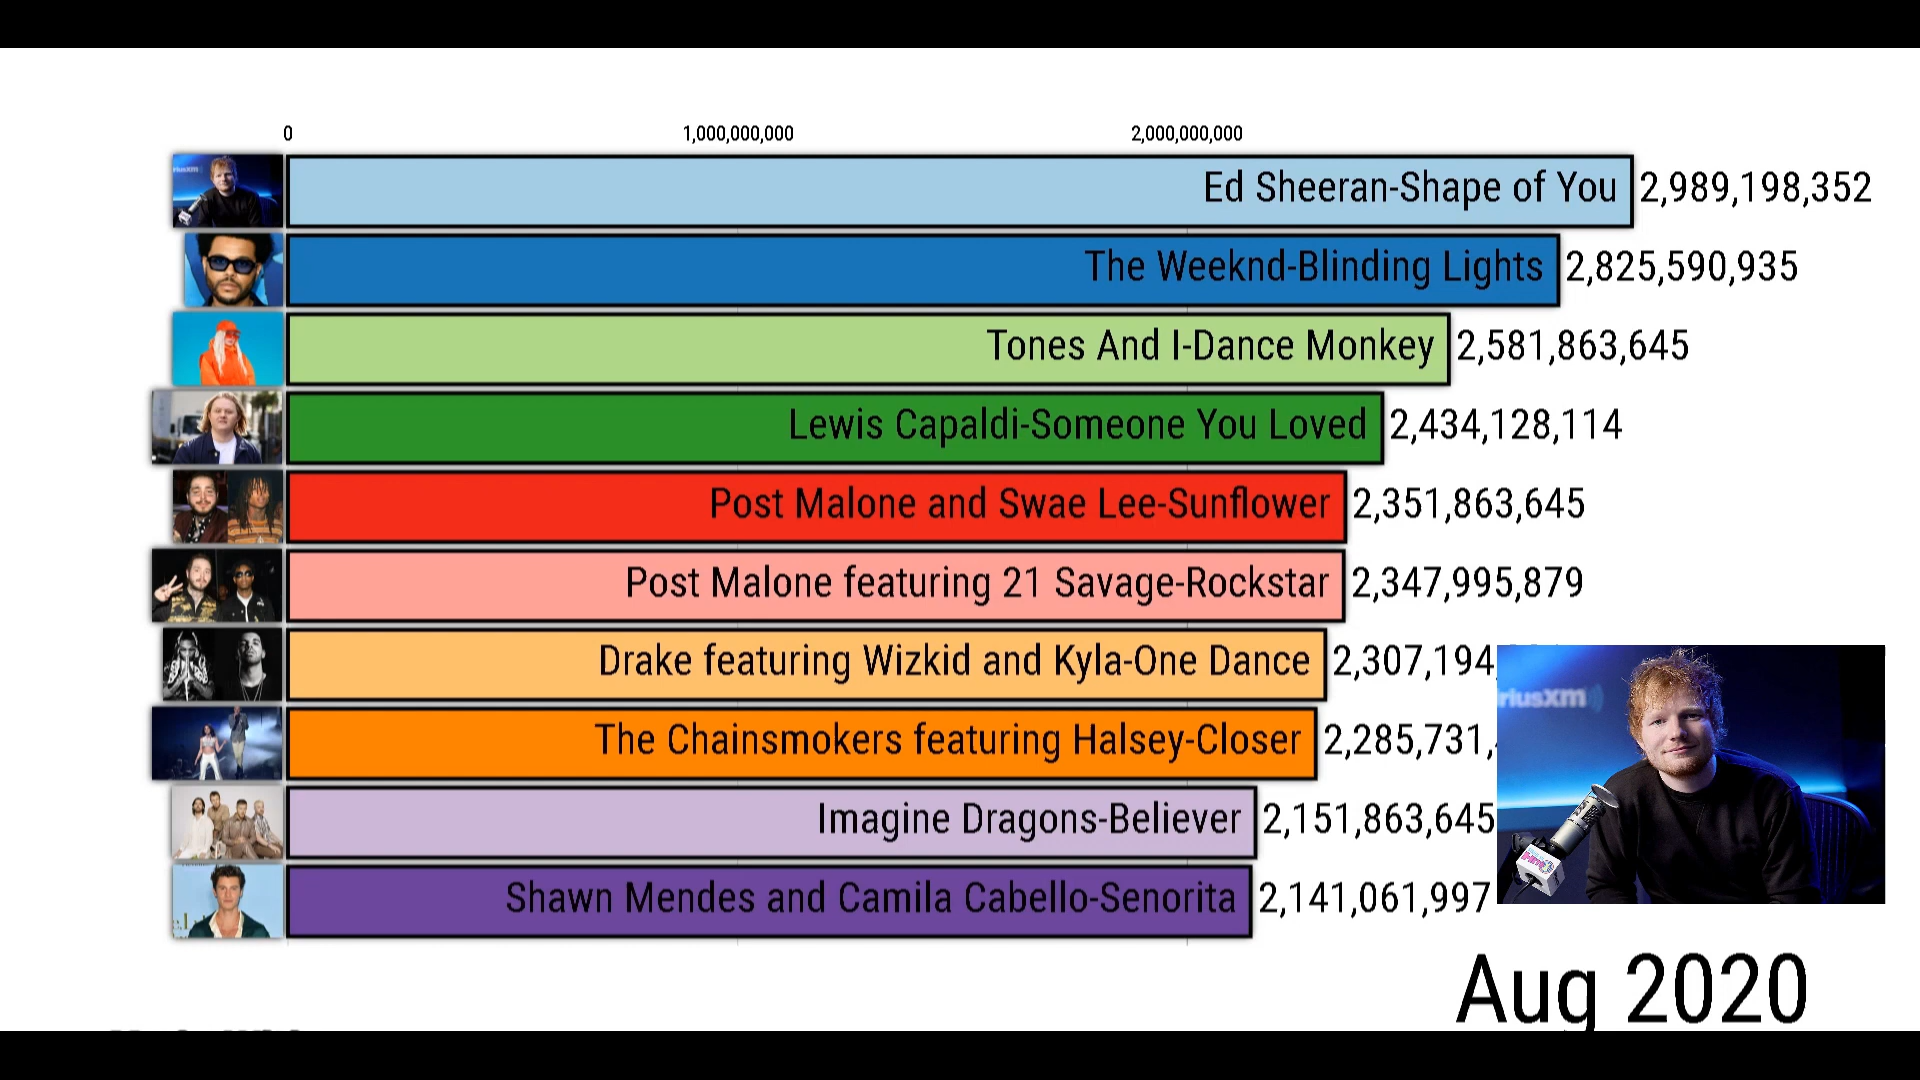 0 1,000,000,000 2,000,000,000
Ed Sheeran-Shape of You 2,989,198,352
The Weeknd-Blinding Lights 2,825,590,935
Tones And I-Dance Monkey 2,581,863,645
Lewis Capaldi-Someone You Loved 2,434,128,114
Post Malone and Swae Lee-Sunflower 2,351,863,645
Post Malone featuring 21 Savage-Rockstar 2,347,995,879
Drake featuring Wizkid and Kyla-One Dance 2,307,194
The Chainsmokers featuring Halsey-Closer 2,285,731,
Imagine Dragons-Believer 2,151,863,645
Shawn Mendes and Camila Cabello-Senorita 2,141,061,997
riusxm
Aug 2020